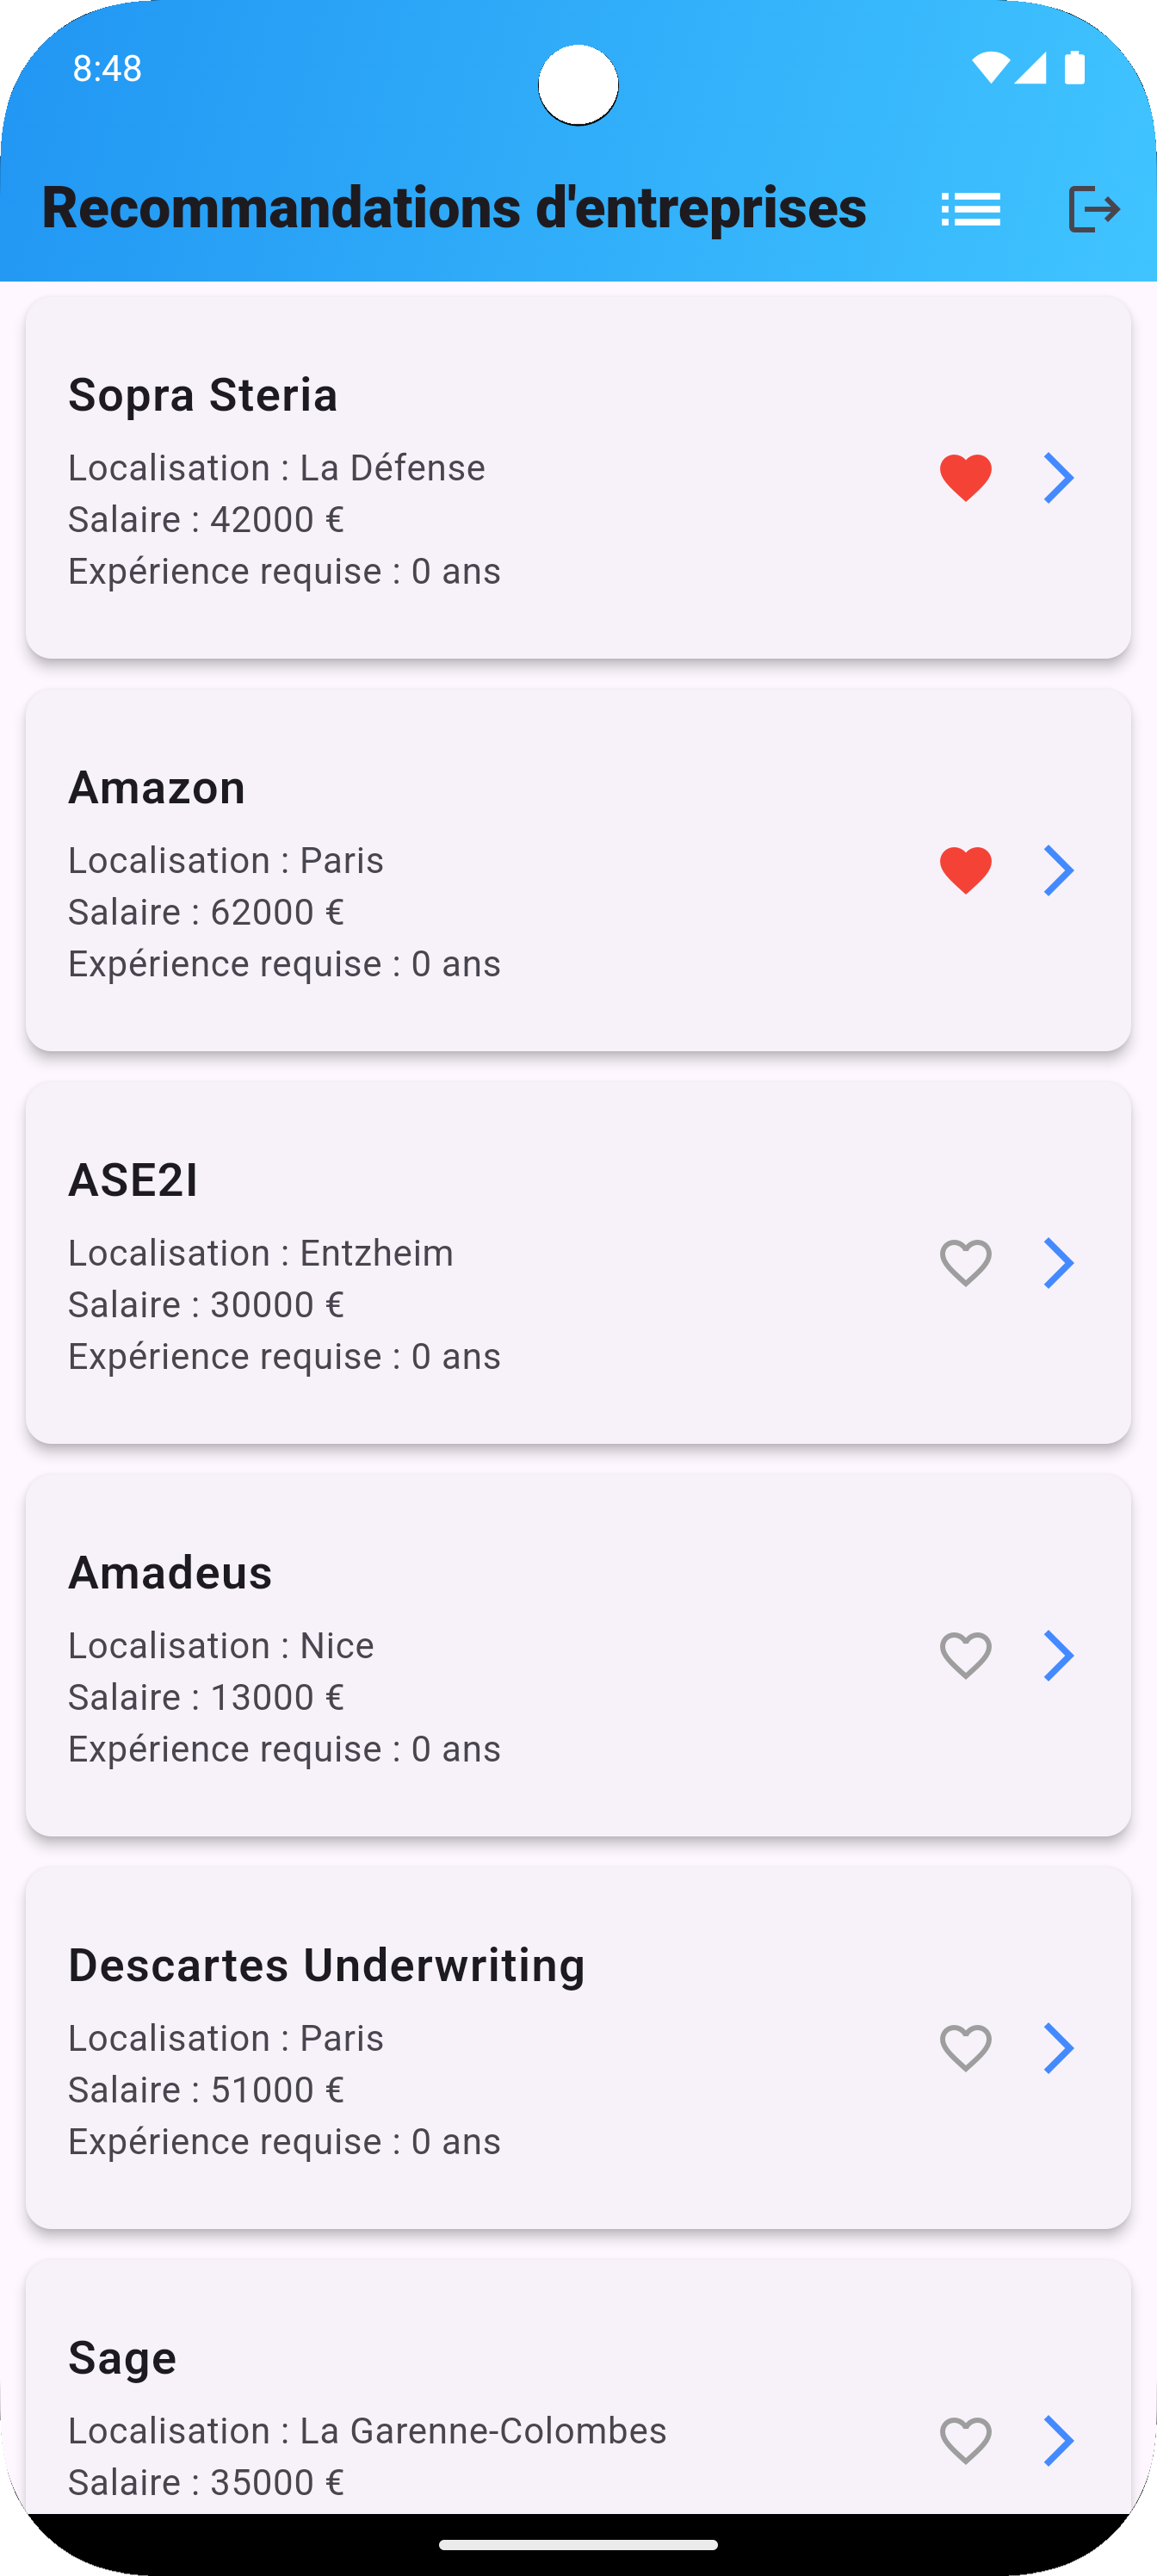 8:48
Recommandations d'entreprises
Sopra Steria
Localisation : La Défense
Salaire : 42000 €
Expérience requise : 0 ans
Amazon
Localisation : Paris
Salaire : 62000 €
Expérience requise : 0 ans
ASE2I
Localisation : Entzheim
Salaire : 30000 €
Expérience requise : 0 ans
Amadeus
Localisation : Nice
Salaire : 13000 €
Expérience requise : 0 ans
Descartes Underwriting
Localisation : Paris
Salaire : 51000 €
Expérience requise : 0 ans
Sage
Localisation : La Garenne-Colombes
Salaire : 35000 €